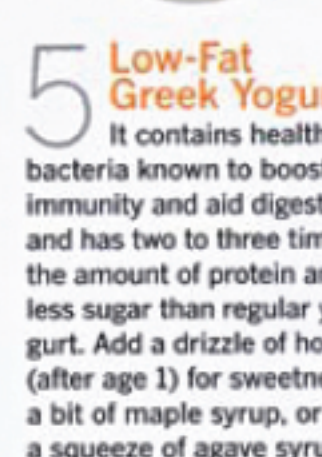 5 Low-Fat
Greek Yogu
It contains health
bacteria known to boost
immunity and aid digest
and has two to three tim
the amount of protein a
less sugar than regular y
gurt. Add a drizzle of ho
(after age 1) for sweetne
a bit of maple syrup, or
a squeeze of agave syru